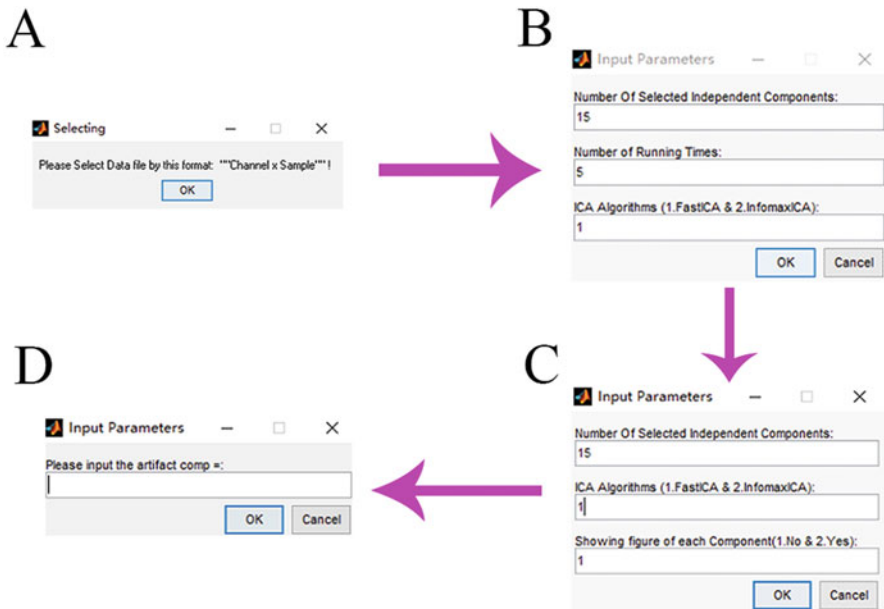 A
Selecting
Please Select Data file by this format: ""Channel x Sample"" !
OK
B
Input Parameters
Number Of Selected Independent Components:
15
Number of Running Times:
5
ICA Algorithms (1.FastICA & 2.InfomaxICA):
1
OK Cancel
C
Input Parameters
Number Of Selected Independent Components:
15
ICA Algorithms (1.FastICA & 2.InfomaxICA):
1
Showing figure of each Component(1.No & 2.Yes):
1
OK Cancel
D
Input Parameters
Please input the artifact comp =:
OK Cancel